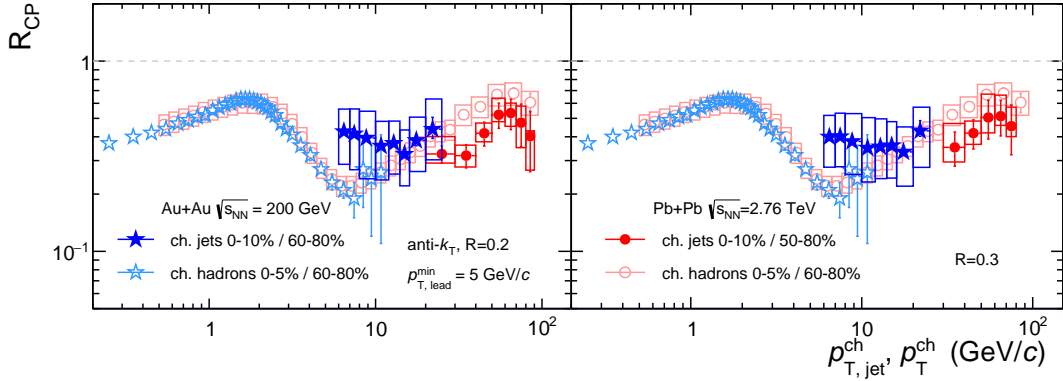 R_CP
1
10^−1
Au+Au √s_NN = 200 GeV
ch. jets 0-10% / 60-80%
ch. hadrons 0-5% / 60-80%
anti-k_T, R=0.2
p_T, lead^min = 5 GeV/c
Pb+Pb √s_NN=2.76 TeV
ch. jets 0-10% / 50-80%
ch. hadrons 0-5% / 60-80%
R=0.3
1 10 10^2 1 10 10^2
p_T, jet^ch, p_T^ch (GeV/c)